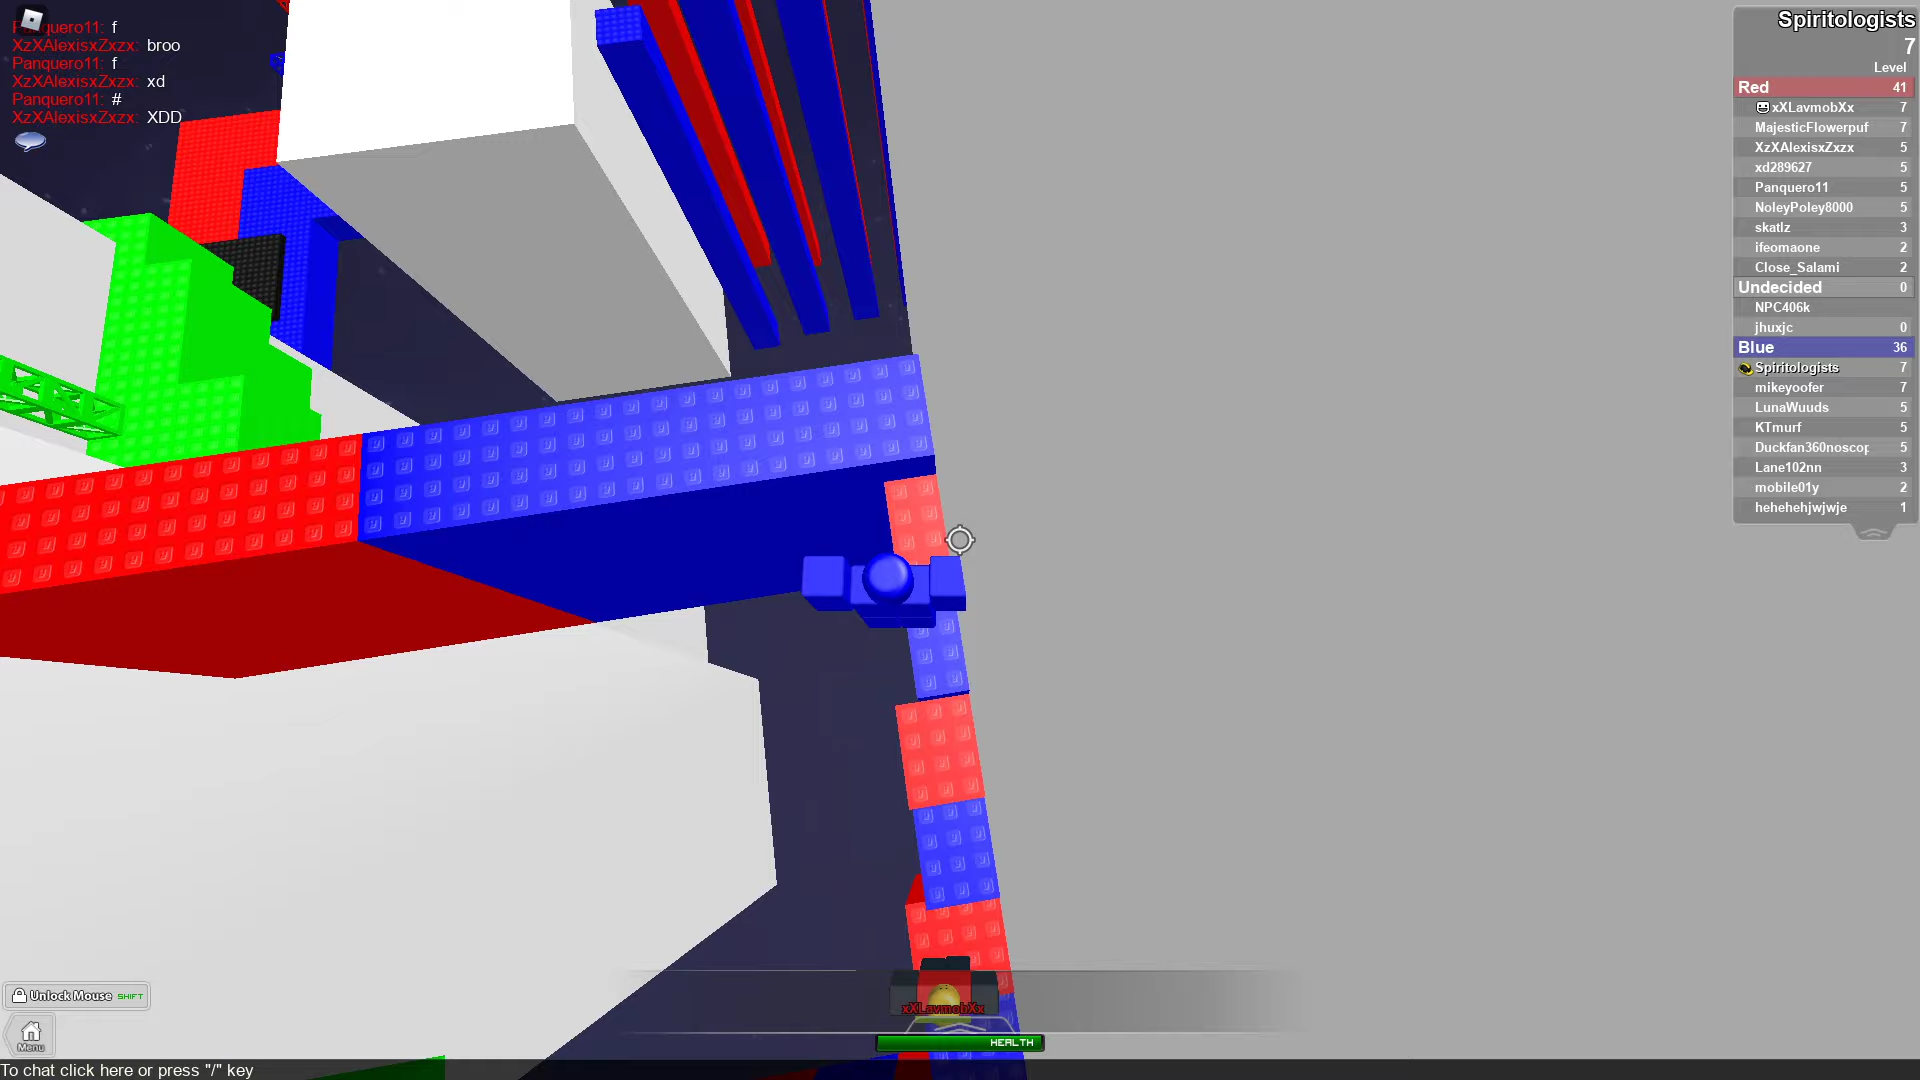 Panquero11: f
XzXAlexisxZxzx: broo
Panquero11: f
XzXAlexisxZxzx: xd
Panquero11: #
XzXAlexisxZxzx: XDD
Spiritologists
7
Level
Red 41
xXLavmobXx 7
MajesticFlowerpuf 7
XzXAlexisxZxzx 5
xd289627 5
Panquero11 5
NoleyPoley8000 5
skatlz 3
ifeomaone 2
Close_Salami 2
Undecided 0
NPC406k
jhuxjc 0
Blue 36
Spiritologists 7
mikeyoofer 7
LunaWuuds 5
KTmurf 5
Duckfan360noscop 5
Lane102nn 3
mobile01y 2
hehehehjwjwje 1
Unlock Mouse SHIFT
Menu
xXLavmobXx
HEALTH
To chat click here or press "/" key